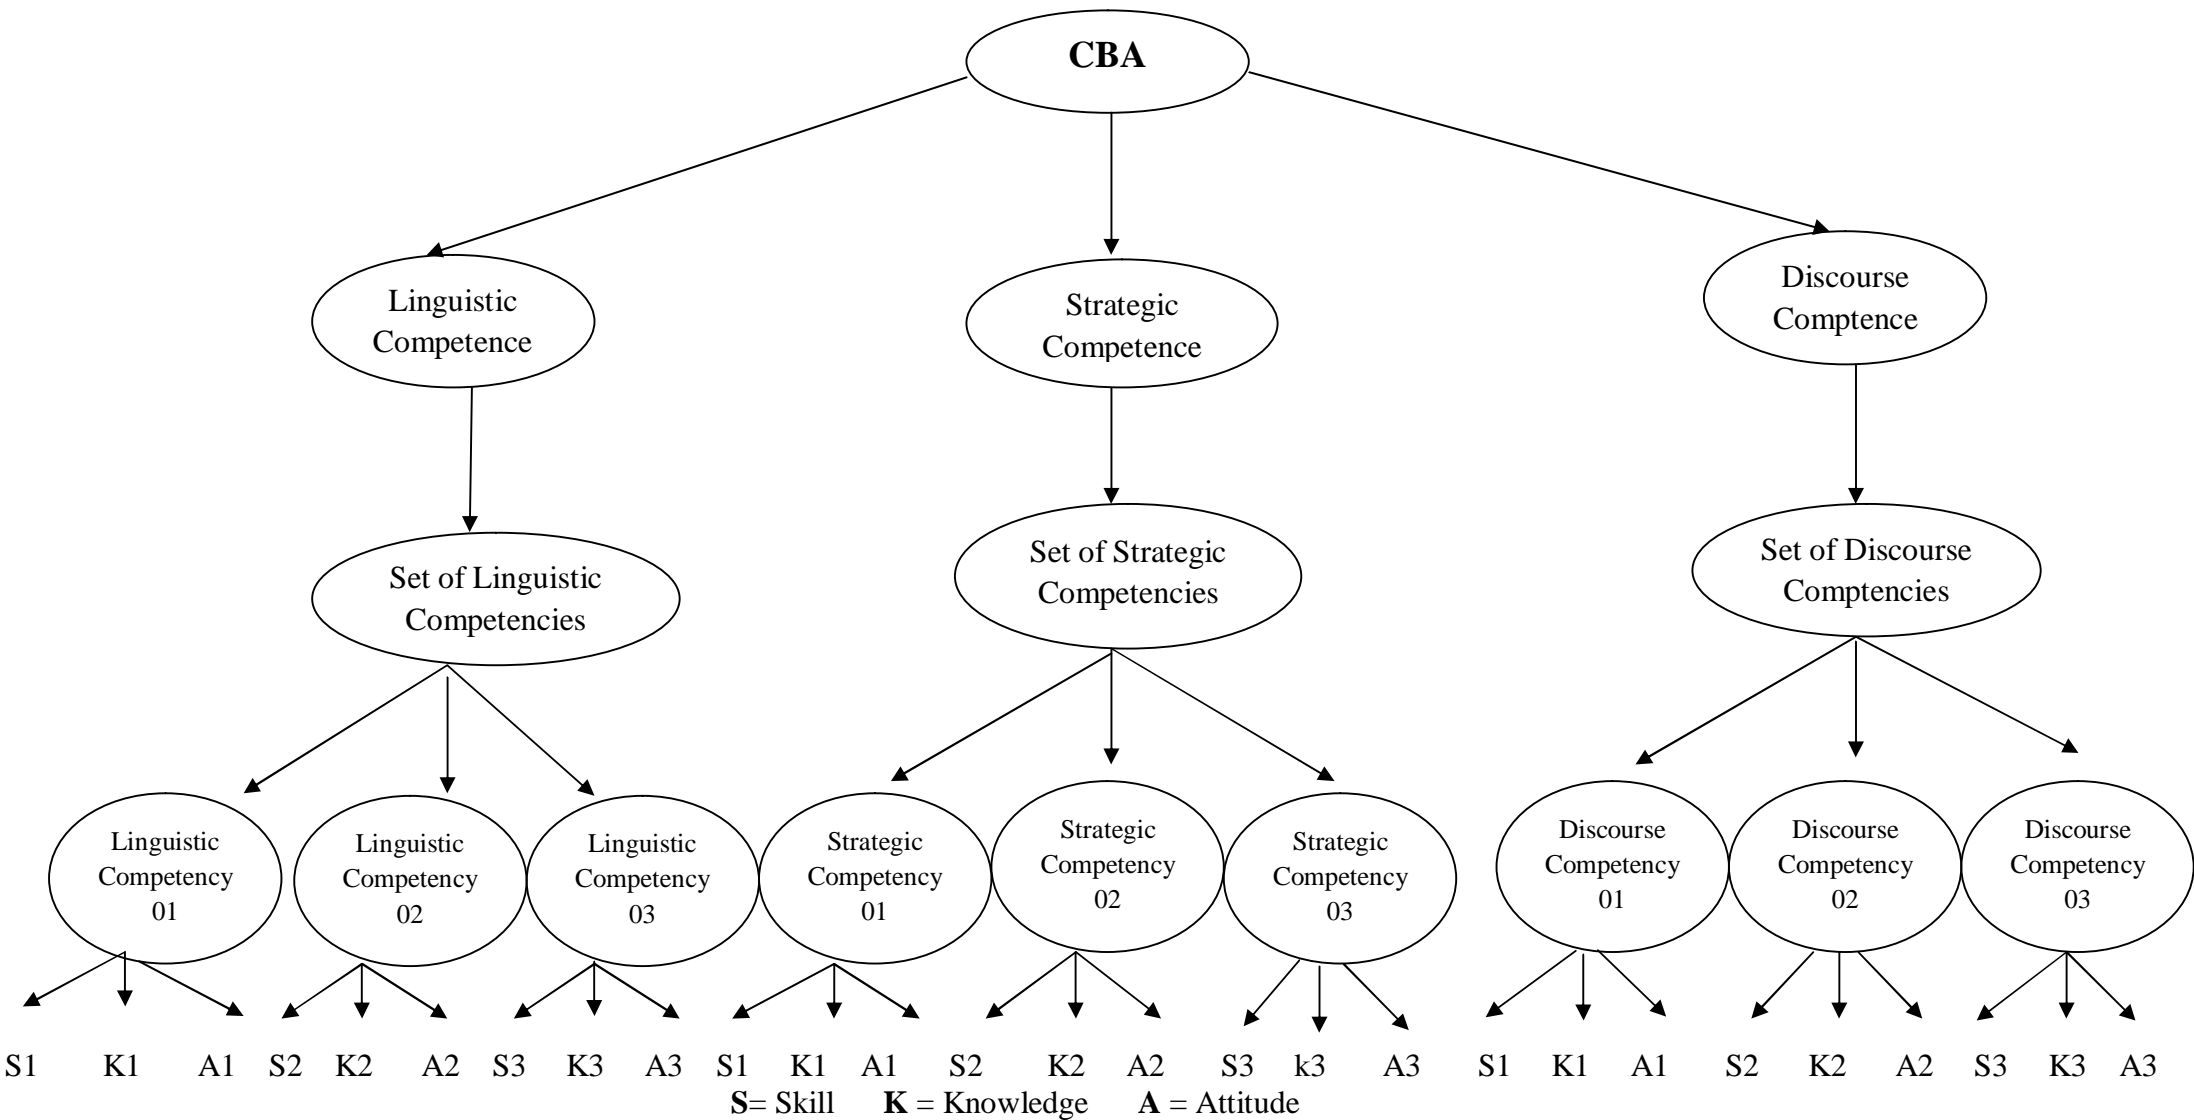 CBA
Linguistic
Competence
Strategic
Competence
Discourse
Comptence
Set of Linguistic
Competencies
Set of Strategic
Competencies
Set of Discourse
Comptencies
Linguistic
Competency
01
Linguistic
Competency
02
Linguistic
Competency
03
Strategic
Competency
01
Strategic
Competency
02
Strategic
Competency
03
Discourse
Competency
01
Discourse
Competency
02
Discourse
Competency
03
S1 K1 A1 S2 K2 A2 S3 K3 A3 S1 K1 A1 S2 K2 A2 S3 k3 A3 S1 K1 A1 S2 K2 A2 S3 K3 A3
S= Skill K = Knowledge A = Attitude